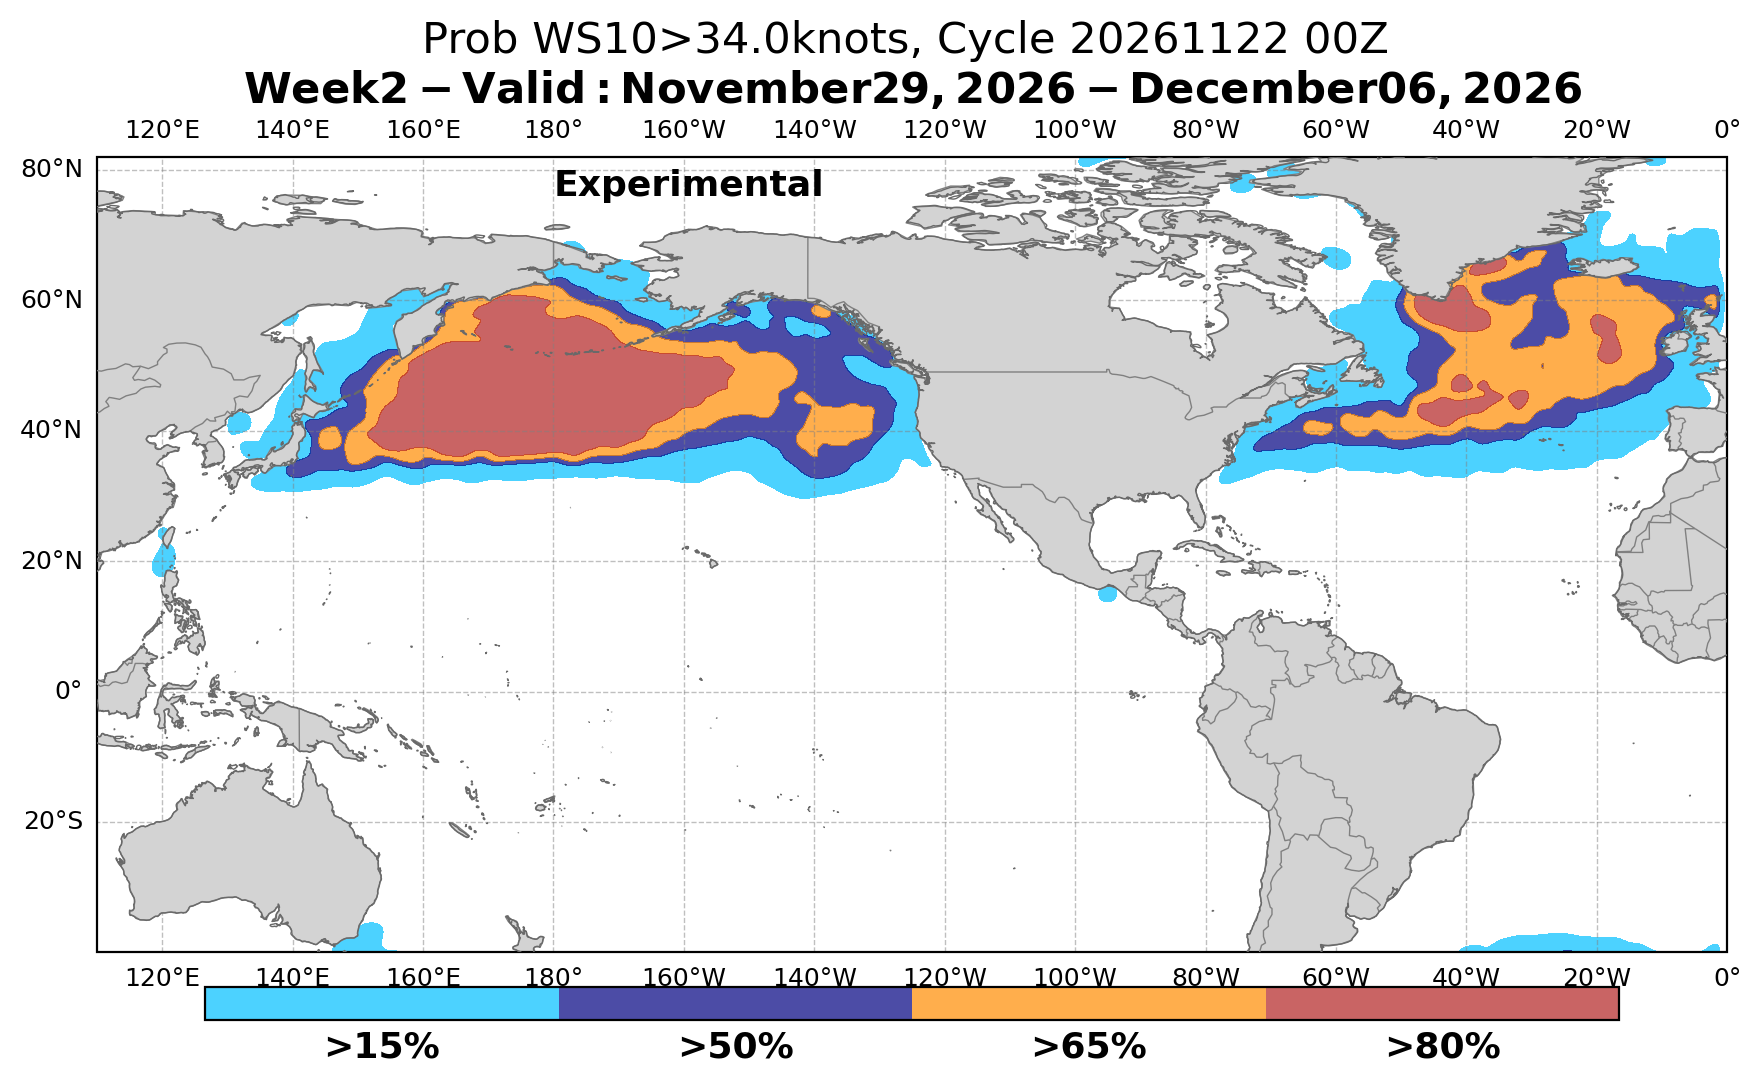 Prob WS10>34.0knots, Cycle 20261122 00Z
Week2 − Valid : November29, 2026 − December06, 2026
120°E 140°E 160°E 180° 160°W 140°W 120°W 100°W 80°W 60°W 40°W 20°W 0°
80°N
Experimental
60°N
40°N
20°N
0°
20°S
120°E 140°E 160°E 180° 160°W 140°W 120°W 100°W 80°W 60°W 40°W 20°W 0°
>15% >50% >65% >80%